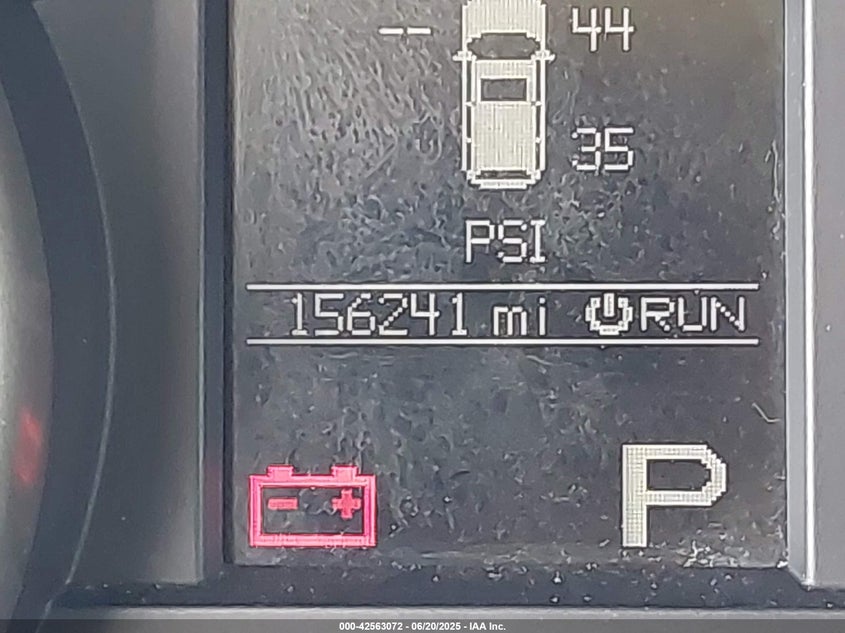 -- 44
35
PSI
156241 mi RUN
- +
P
000-42563072 - 06/20/2025 - IAA Inc.